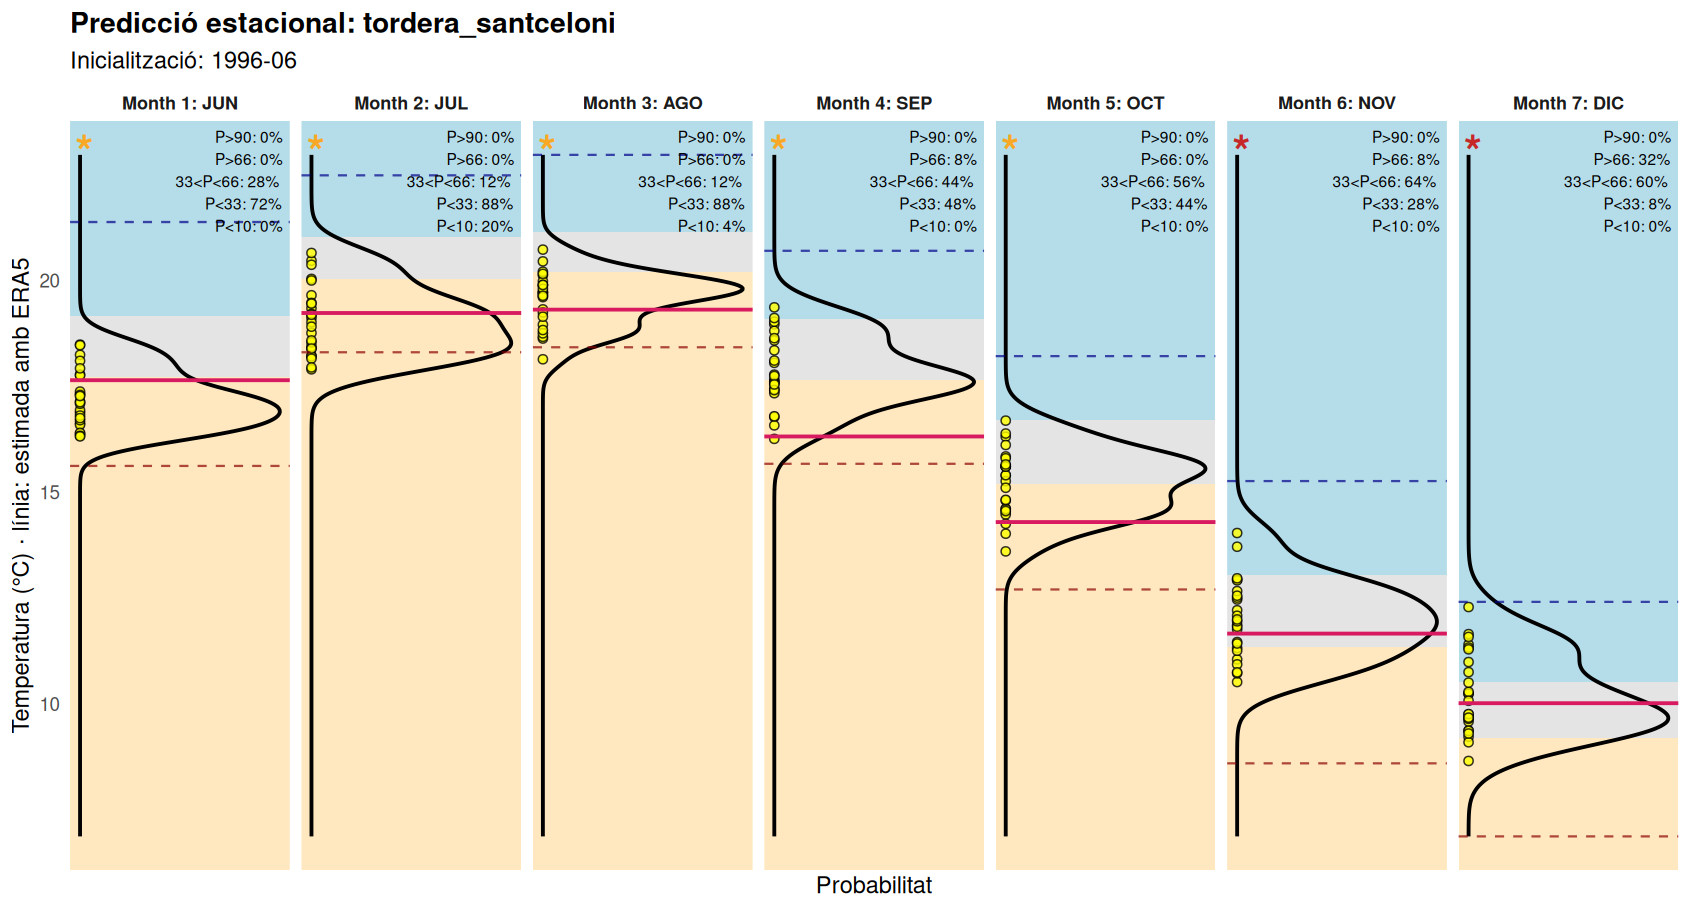 Predicció estacional: tordera_santceloni
Inicialització: 1996-06
Month 1: JUN
Month 2: JUL
Month 3: AGO
Month 4: SEP
Month 5: OCT
Month 6: NOV
Month 7: DIC
*
P>90: 0%
P>66: 0%
33<P<66: 28%
P<33: 72%
P<10: 0%
*
P>90: 0%
P>66: 0%
33<P<66: 12%
P<33: 88%
P<10: 20%
*
P>90: 0%
P>66: 0%
33<P<66: 12%
P<33: 88%
P<10: 4%
*
P>90: 0%
P>66: 8%
33<P<66: 44%
P<33: 48%
P<10: 0%
*
P>90: 0%
P>66: 0%
33<P<66: 56%
P<33: 44%
P<10: 0%
*
P>90: 0%
P>66: 8%
33<P<66: 64%
P<33: 28%
P<10: 0%
*
P>90: 0%
P>66: 32%
33<P<66: 60%
P<33: 8%
P<10: 0%
Temperatura (°C) · línia: estimada amb ERA5
20
15
10
Probabilitat